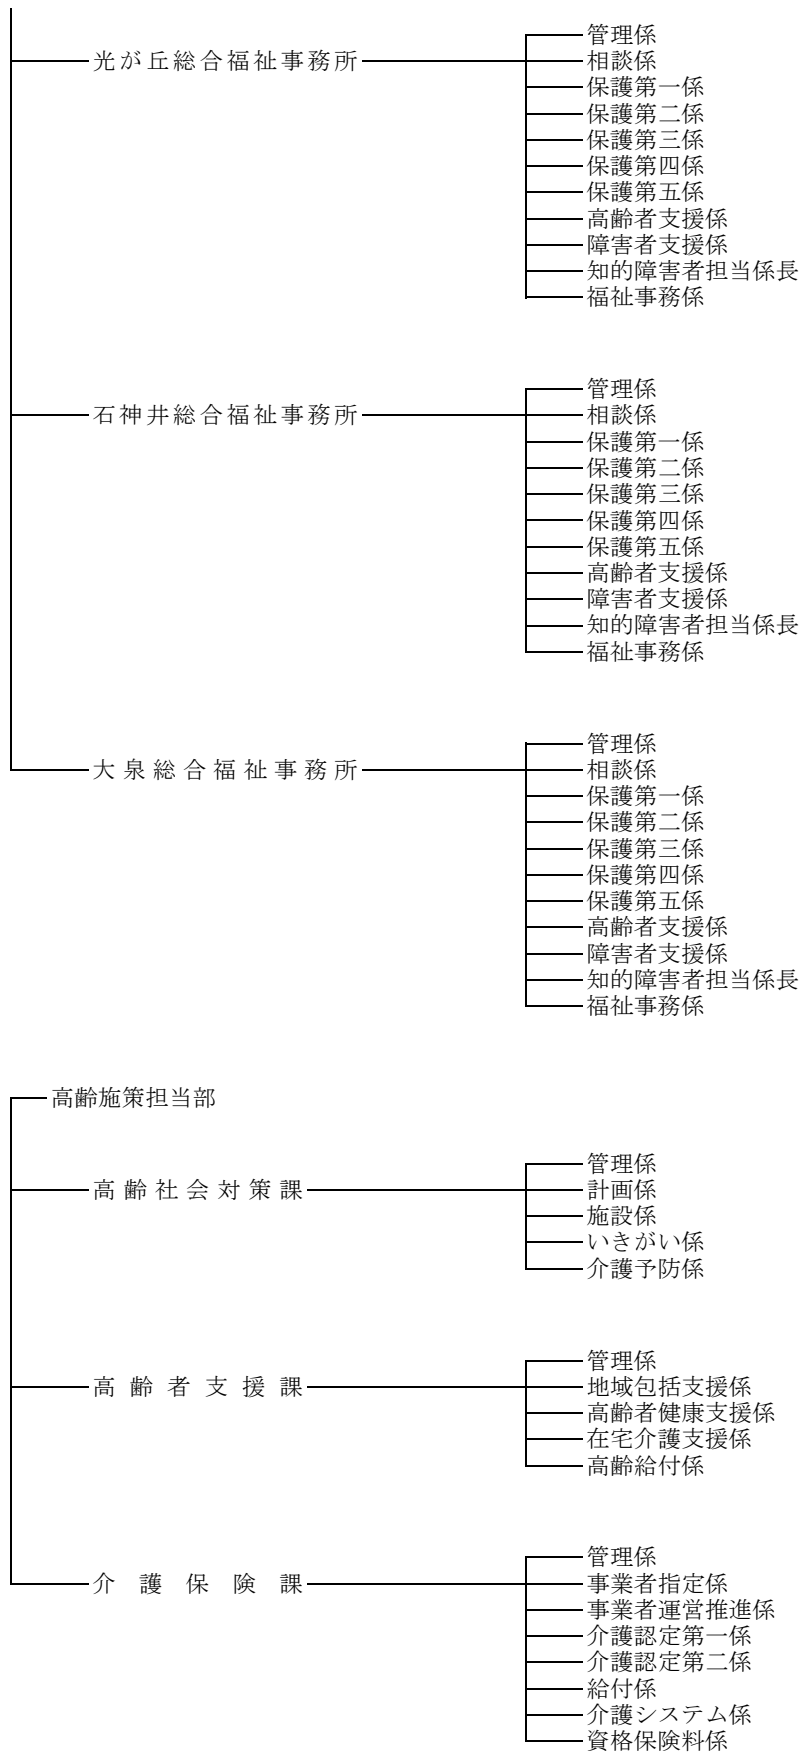 光が丘総合福祉事務所
管理係
相談係
保護第一係
保護第二係
保護第三係
保護第四係
保護第五係
高齢者支援係
障害者支援係
知的障害者担当係長
福祉事務係
石神井総合福祉事務所
管理係
相談係
保護第一係
保護第二係
保護第三係
保護第四係
保護第五係
高齢者支援係
障害者支援係
知的障害者担当係長
福祉事務係
大泉総合福祉事務所
管理係
相談係
保護第一係
保護第二係
保護第三係
保護第四係
保護第五係
高齢者支援係
障害者支援係
知的障害者担当係長
福祉事務係
高齢施策担当部
高齢社会対策課
管理係
計画係
施設係
いきがい係
介護予防係
高齢者支援課
管理係
地域包括支援係
高齢者健康支援係
在宅介護支援係
高齢給付係
介護保険課
管理係
事業者指定係
事業者運営推進係
介護認定第一係
介護認定第二係
給付係
介護システム係
資格保険料係